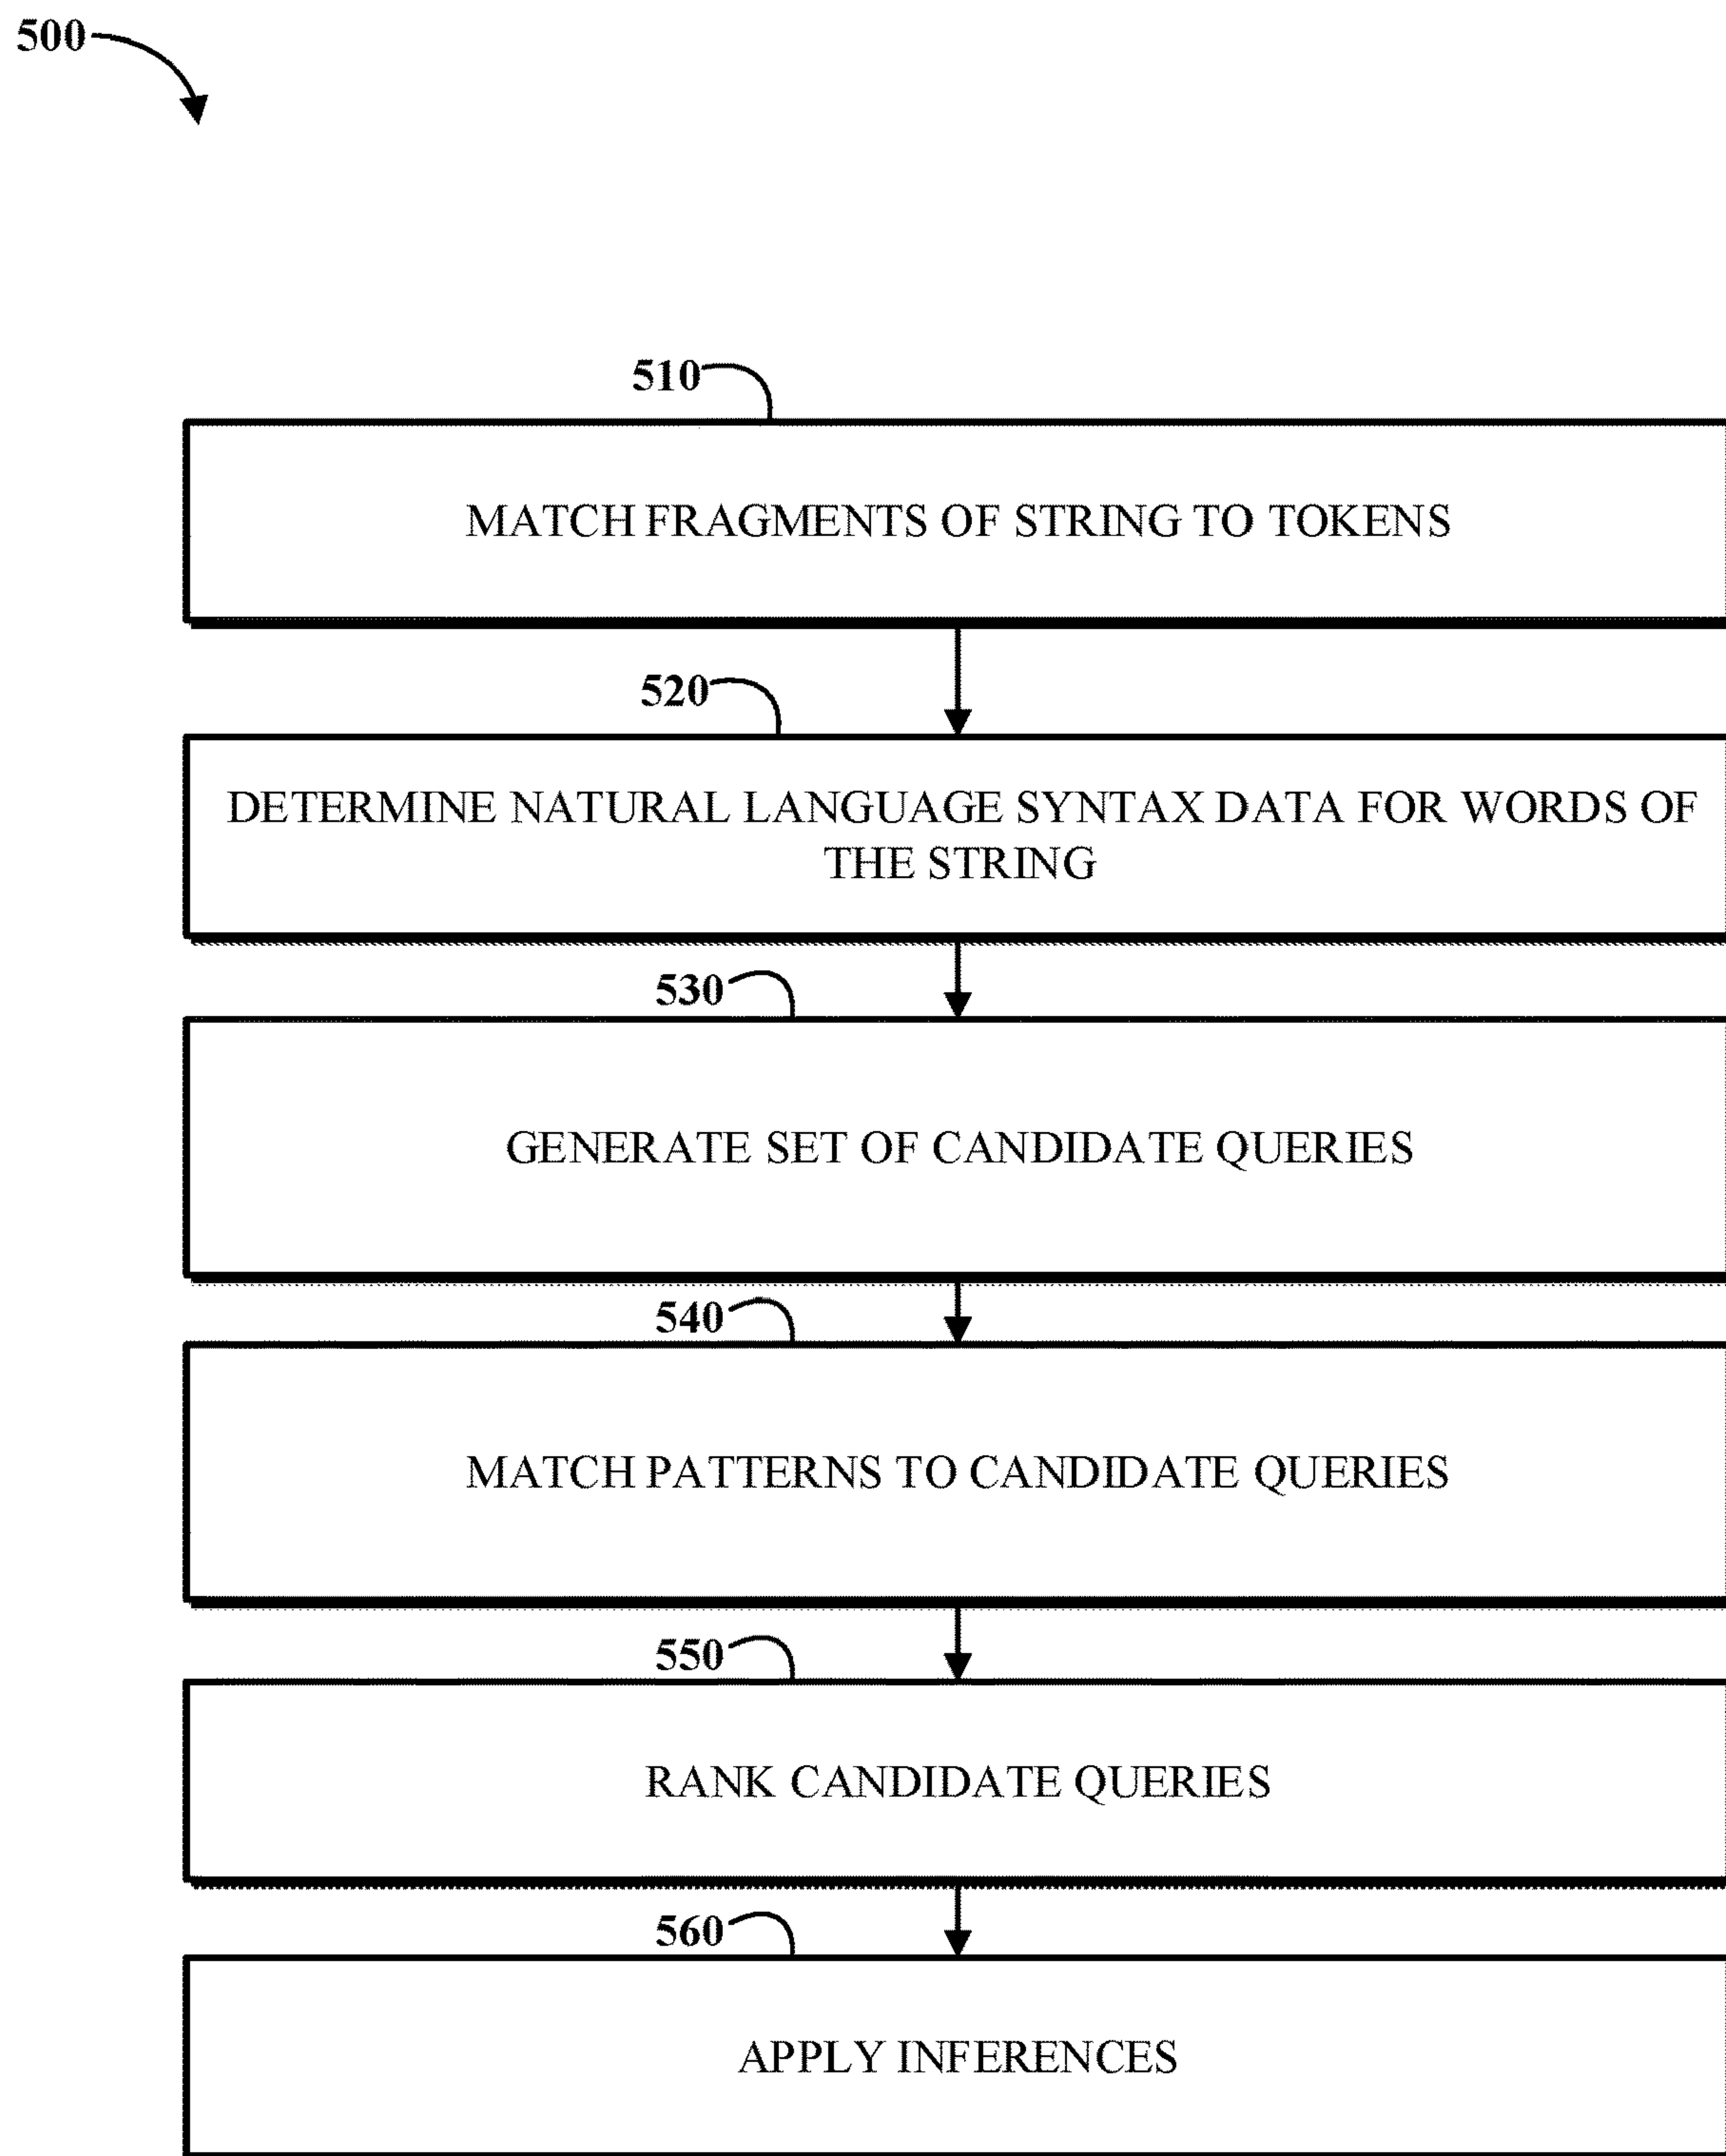 500
510
MATCH FRAGMENTS OF STRING TO TOKENS
520
DETERMINE NATURAL LANGUAGE SYNTAX DATA FOR WORDS OF
THE STRING
530
GENERATE SET OF CANDIDATE QUERIES
540
MATCH PATTERNS TO CANDIDATE QUERIES
550
RANK CANDIDATE QUERIES
560
APPLY INFERENCES